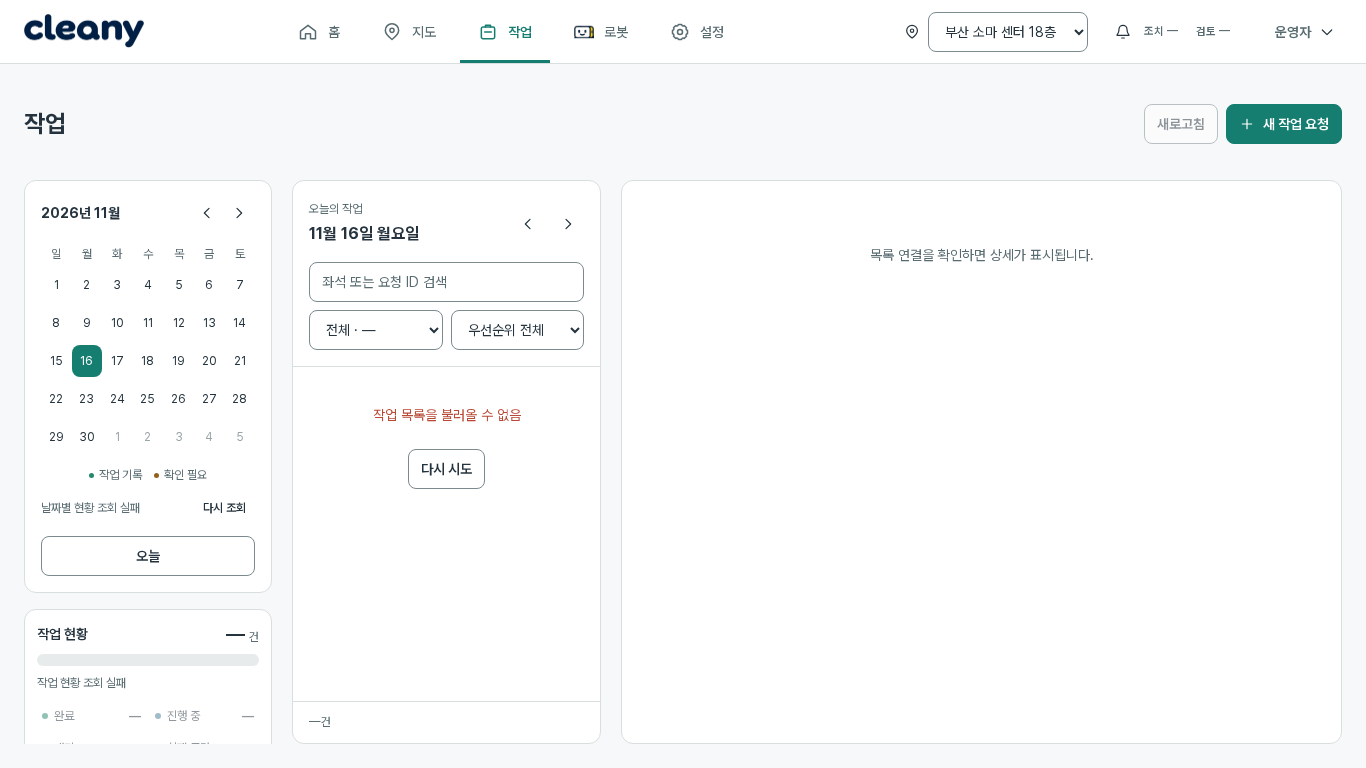 cleany
홈
지도
작업
로봇
설정
부산 소마 센터 18층
조치 —
검토 —
운영자
작업
새로고침
+ 새 작업 요청
2026년 11월
일 월 화 수 목 금 토
1 2 3 4 5 6 7
8 9 10 11 12 13 14
15 16 17 18 19 20 21
22 23 24 25 26 27 28
29 30 1 2 3 4 5
작업 기록 확인 필요
날짜별 현황 조회 실패 다시 조회
오늘
작업 현황 — 건
작업 현황 조회 실패
완료 — 진행 중 —
오늘의 작업
11월 16일 월요일
좌석 또는 요청 ID 검색
전체 · —
우선순위 전체
작업 목록을 불러올 수 없음
다시 시도
—건
목록 연결을 확인하면 상세가 표시됩니다.